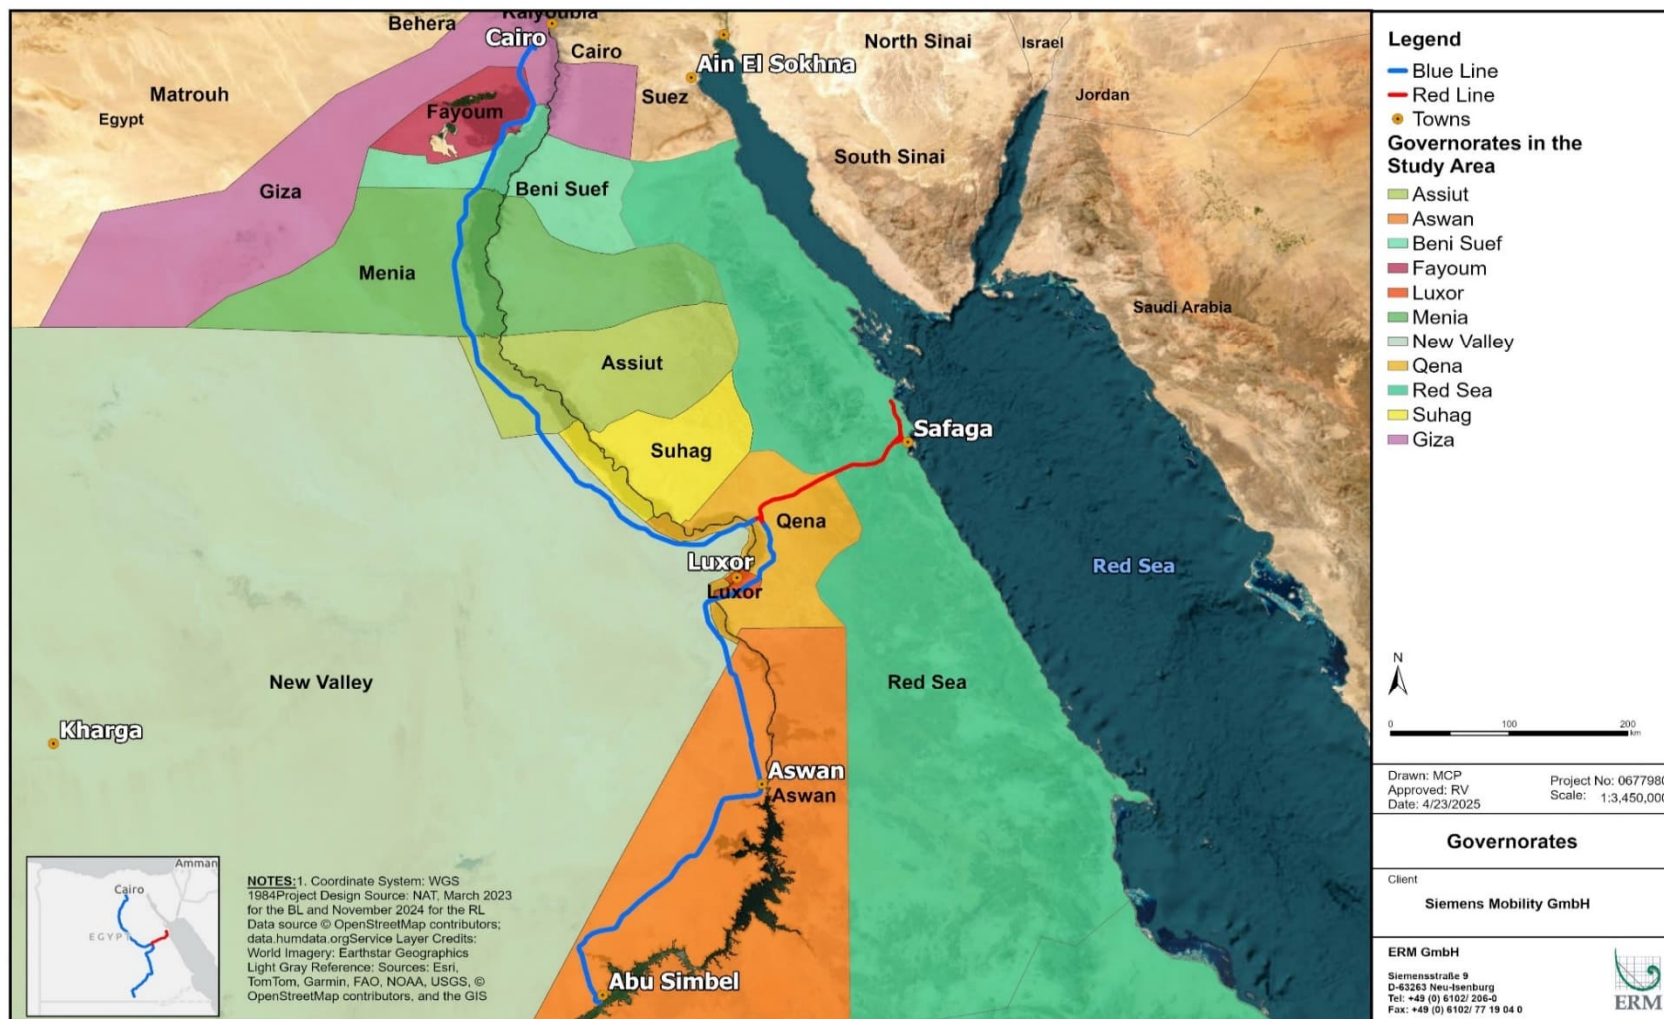 Behera
Kalyoubia
Cairo
Cairo
North Sinai
Israel
Ain El Sokhna
Matrouh
Suez
Jordan
Egypt
Fayoum
South Sinai
Giza
Beni Suef
Menia
Saudi Arabia
Assiut
Safaga
Suhag
Qena
Luxor
Red Sea
Luxor
New Valley
Red Sea
Kharga
Aswan
Aswan
Abu Simbel
Amman
Cairo
EGYPT
NOTES:1. Coordinate System: WGS
1984Project Design Source: NAT, March 2023
for the BL and November 2024 for the RL
Data source © OpenStreetMap contributors;
data.humdata.orgService Layer Credits:
World Imagery: Earthstar Geographics
Light Gray Reference: Sources: Esri,
TomTom, Garmin, FAO, NOAA, USGS, ©
OpenStreetMap contributors, and the GIS
Legend
Blue Line
Red Line
Towns
Governorates in the
Study Area
Assiut
Aswan
Beni Suef
Fayoum
Luxor
Menia
New Valley
Qena
Red Sea
Suhag
Giza
N
0 100 200
km
Drawn: MCP
Approved: RV
Date: 4/23/2025
Project No: 0677980
Scale: 1:3,450,000
Governorates
Client
Siemens Mobility GmbH
ERM GmbH
Siemensstraße 9
D-63263 Neu-Isenburg
Tel: +49 (0) 6102/ 206-0
Fax: +49 (0) 6102/ 77 19 04 0
ERM